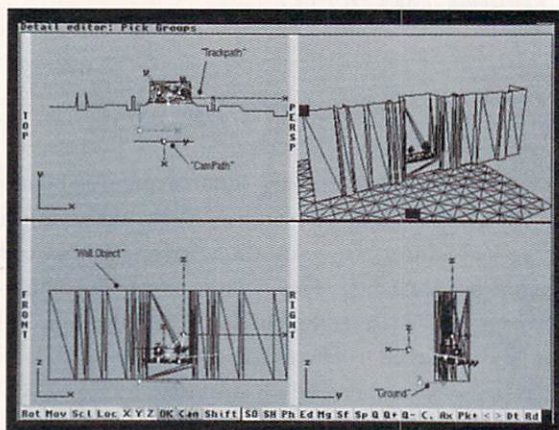 Detail editor: Pick Groups
"Trackpath"
y
x
TOP
PERSP
y
"CamPath"
x
y
x
"Wall.Object"
z
z
FRONT
RIGHT
x
z
x
z
y
"Ground"
Rot Mov Scl Loc X Y Z OK Can Shift SO SH Ph Ed Mg Sf Sp Q Q+ Q- C. Ax Pk+ < > Dt Rd